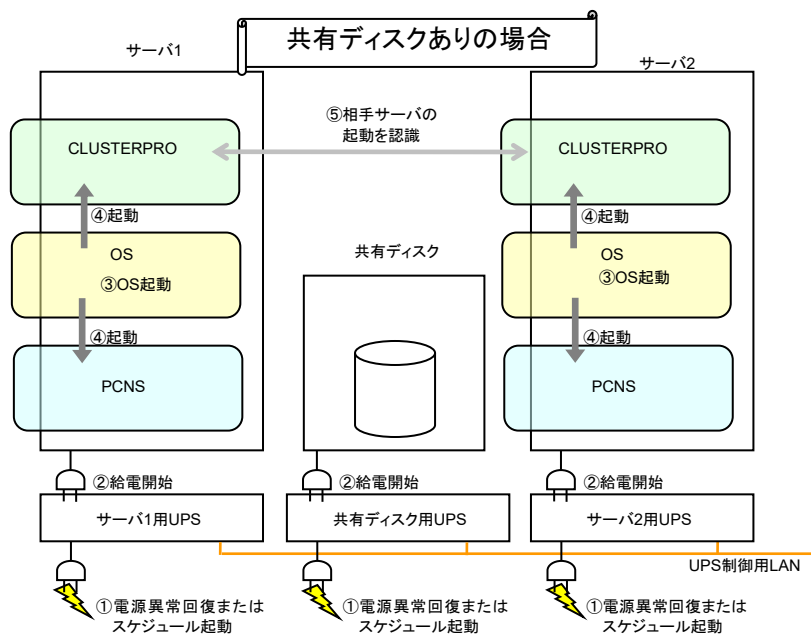 共有ディスクありの場合
サーバ1
サーバ2
⑤相手サーバの
起動を認識
CLUSTERPRO
CLUSTERPRO
④起動
④起動
OS
③OS起動
共有ディスク
OS
③OS起動
④起動
④起動
PCNS
PCNS
②給電開始
②給電開始
②給電開始
サーバ1用UPS
共有ディスク用UPS
サーバ2用UPS
UPS制御用LAN
①電源異常回復または
スケジュール起動
①電源異常回復または
スケジュール起動
①電源異常回復または
スケジュール起動